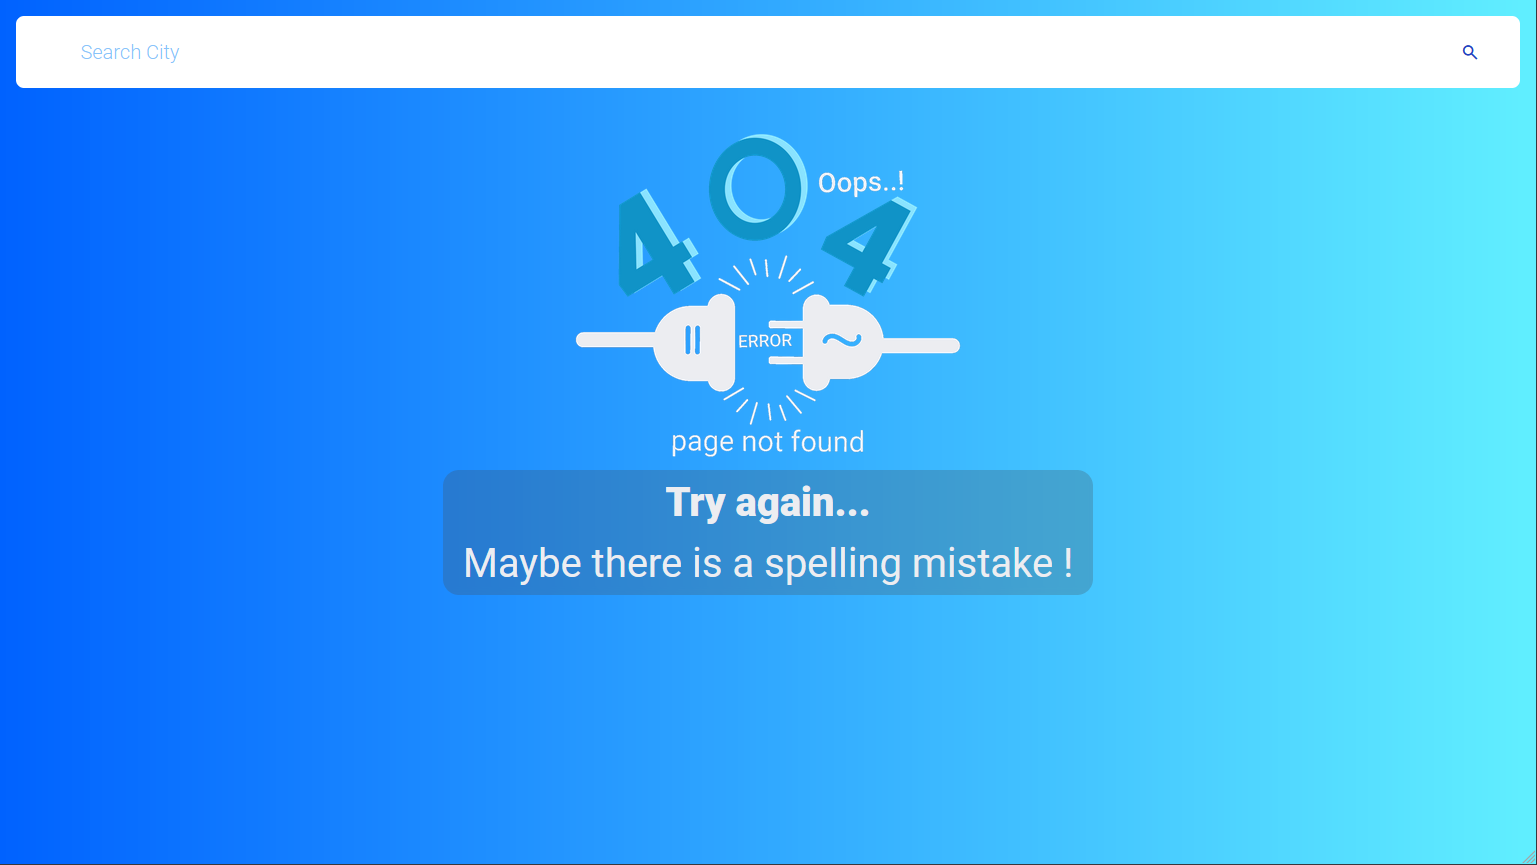 Search City
404
Oops..!
ERROR
page not found
Try again...
Maybe there is a spelling mistake !